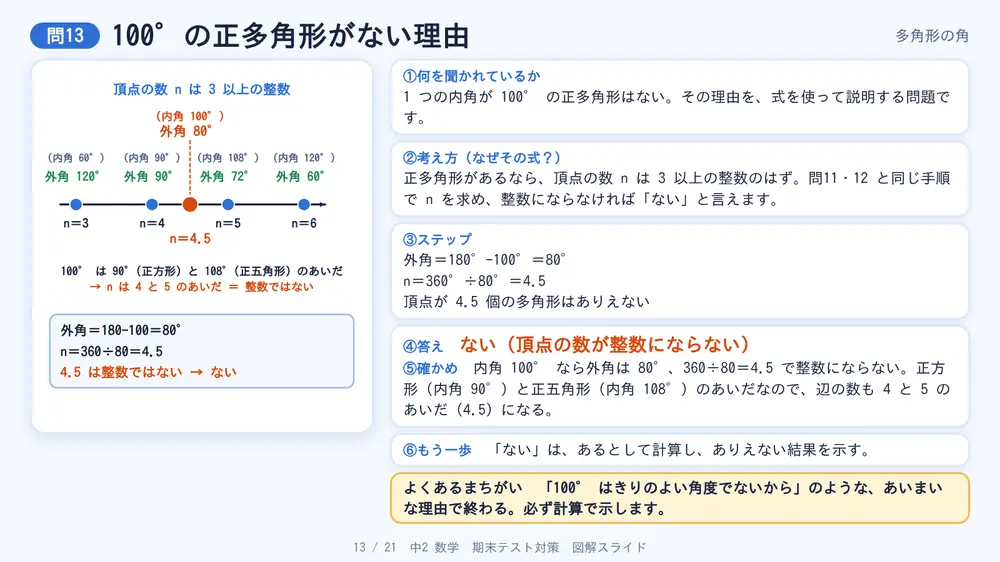 問13 100°の正多角形がない理由
多角形の角
頂点の数 n は 3 以上の整数
(内角 100°)
外角 80°
(内角 60°) (内角 90°) (内角 108°) (内角 120°)
外角 120° 外角 90° 外角 72° 外角 60°
n=3 n=4 n=5 n=6
n=4.5
100° は 90°(正方形)と 108°(正五角形)のあいだ
→ n は 4 と 5 のあいだ = 整数ではない
外角=180-100=80°
n=360÷80=4.5
4.5 は整数ではない → ない
①何を聞かれているか
1 つの内角が 100° の正多角形はない。その理由を、式を使って説明する問題で
す。
②考え方(なぜその式?)
正多角形があるなら、頂点の数 n は 3 以上の整数のはず。問11・12 と同じ手順
で n を求め、整数にならなければ「ない」と言えます。
③ステップ
外角=180°-100°=80°
n=360°÷80°=4.5
頂点が 4.5 個の多角形はありえない
④答え ない(頂点の数が整数にならない)
⑤確かめ 内角 100° なら外角は 80°、360÷80=4.5 で整数にならない。正方
形(内角 90°)と正五角形(内角 108°)のあいだなので、辺の数も 4 と 5 の
あいだ(4.5)になる。
⑥もう一歩 「ない」は、あるとして計算し、ありえない結果を示す。
よくあるまちがい 「100° はきりのよい角度でないから」のような、あいまい
な理由で終わる。必ず計算で示します。
13 / 21 中2 数学 期末テスト対策 図解スライド